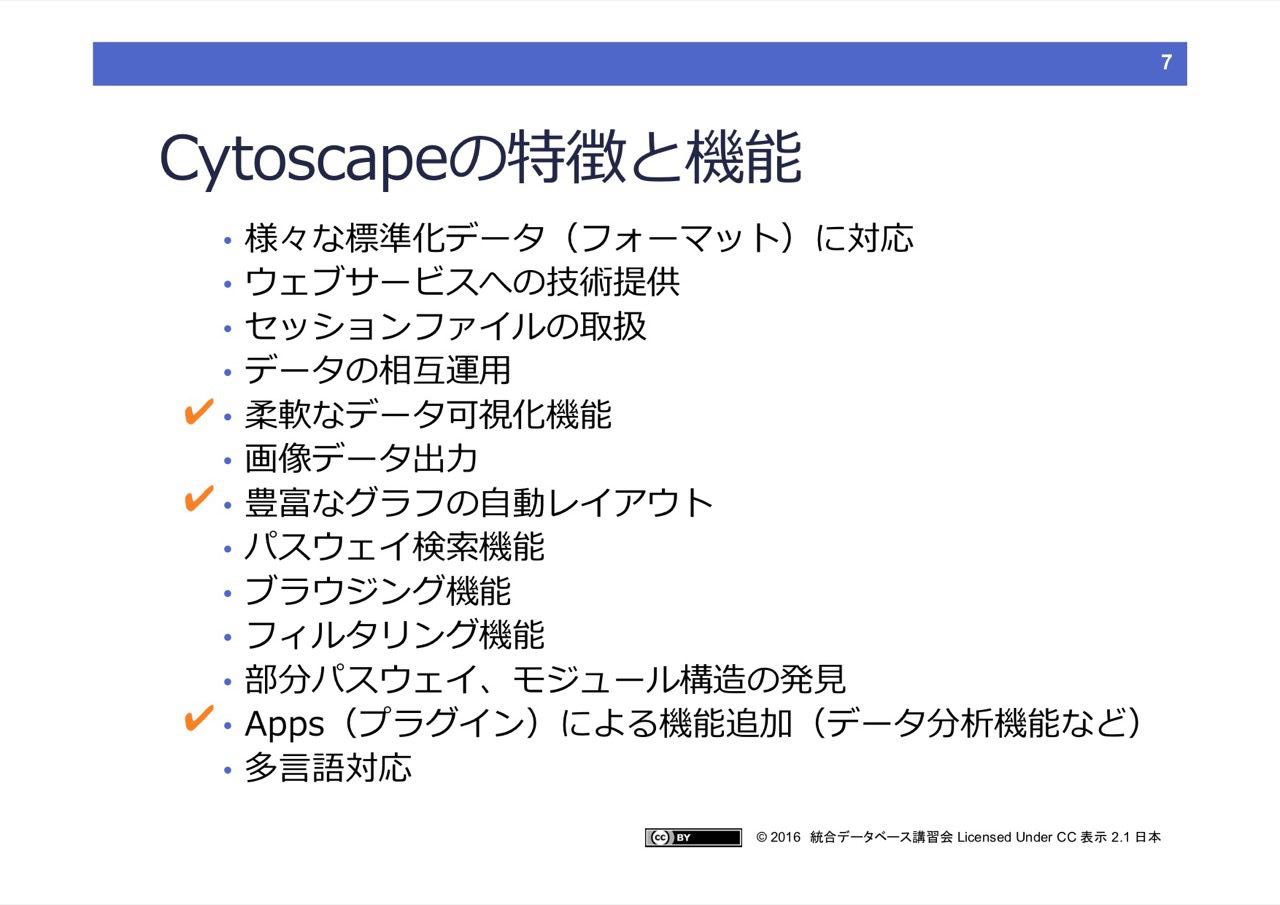 7
Cytoscapeの特徴と機能
• 様々な標準化データ（フォーマット）に対応
• ウェブサービスへの技術提供
• セッションファイルの取扱
• データの相互運用
✔ • 柔軟なデータ可視化機能
• 画像データ出力
✔ • 豊富なグラフの自動レイアウト
• パスウェイ検索機能
• ブラウジング機能
• フィルタリング機能
• 部分パスウェイ、モジュール構造の発見
✔ • Apps（プラグイン）による機能追加（データ分析機能など）
• 多言語対応
cc BY © 2016 統合データベース講習会 Licensed Under CC 表示 2.1 日本